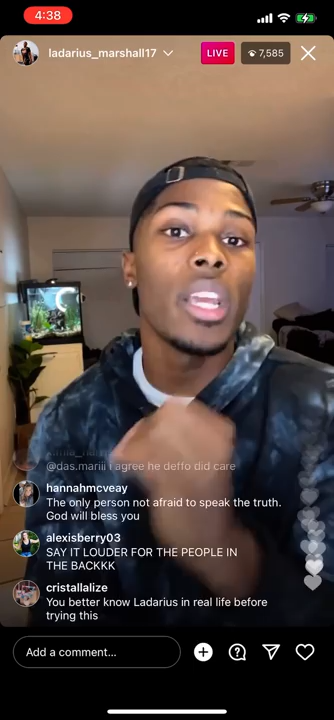 4:38
ladarius_marshall17
LIVE
7,585
@das.mariii i agree he deffo did care
hannahmcveay
The only person not afraid to speak the truth.
God will bless you
alexisberry03
SAY IT LOUDER FOR THE PEOPLE IN
THE BACKKK
cristallalize
You better know Ladarius in real life before
trying this
Add a comment...